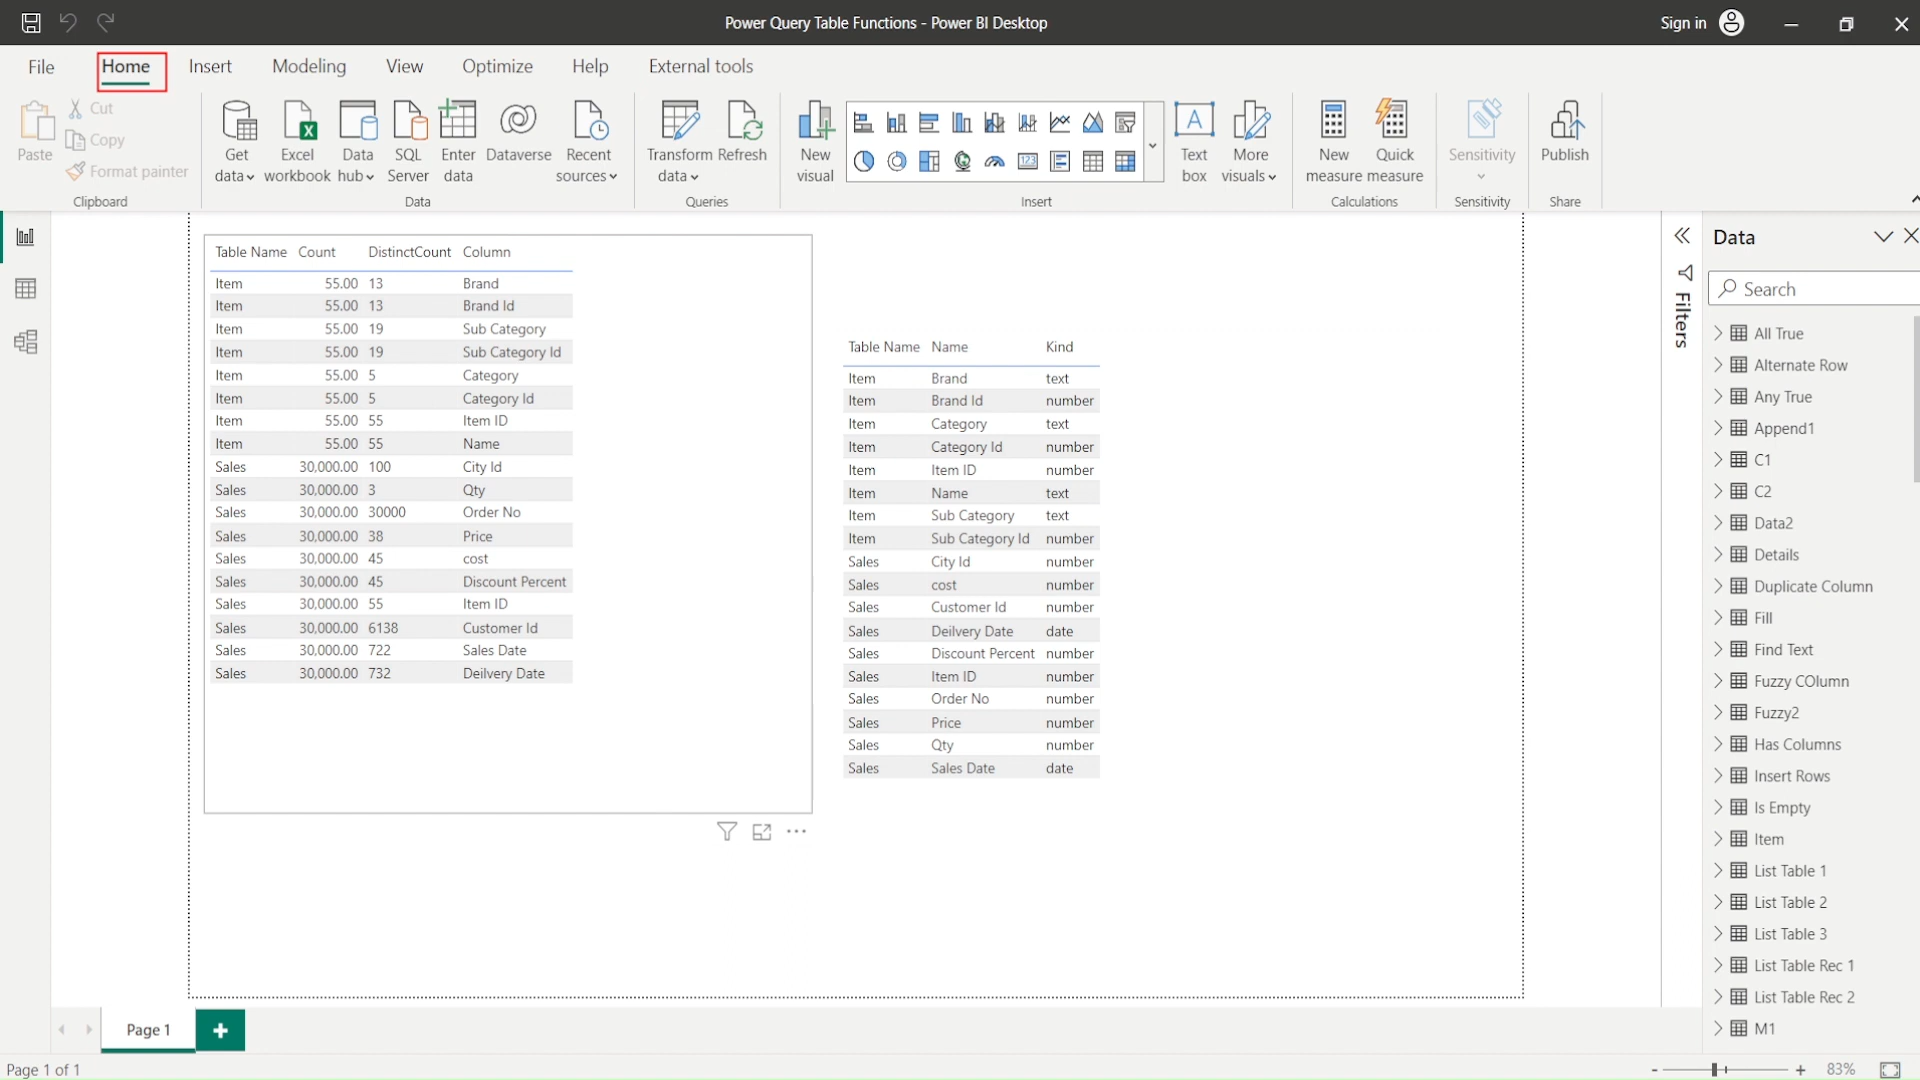 Power Query Table Functions - Power BI Desktop
Sign in
File Home Insert Modeling View Optimize Help External tools
Paste
Cut
Copy
Format painter
Clipboard
Get data
Excel workbook
Data hub
SQL Server
Enter data
Dataverse
Recent sources
Data
Transform data
Refresh
Queries
New visual
123
Insert
A
Text box
More visuals
New measure
Quick measure
Calculations
Sensitivity
Sensitivity
Publish
Share
Table Name Count DistinctCount Column
Item 55.00 13 Brand
Item 55.00 13 Brand Id
Item 55.00 19 Sub Category
Item 55.00 19 Sub Category Id
Item 55.00 5 Category
Item 55.00 5 Category Id
Item 55.00 55 Item ID
Item 55.00 55 Name
Sales 30,000.00 100 City Id
Sales 30,000.00 3 Qty
Sales 30,000.00 30000 Order No
Sales 30,000.00 38 Price
Sales 30,000.00 45 cost
Sales 30,000.00 45 Discount Percent
Sales 30,000.00 55 Item ID
Sales 30,000.00 6138 Customer Id
Sales 30,000.00 722 Sales Date
Sales 30,000.00 732 Deilvery Date
Table Name Name Kind
Item Brand text
Item Brand Id number
Item Category text
Item Category Id number
Item Item ID number
Item Name text
Item Sub Category text
Item Sub Category Id number
Sales City Id number
Sales cost number
Sales Customer Id number
Sales Deilvery Date date
Sales Discount Percent number
Sales Item ID number
Sales Order No number
Sales Price number
Sales Qty number
Sales Sales Date date
Filters
Data
Search
All True
Alternate Row
Any True
Append1
C1
C2
Data2
Details
Duplicate Column
Fill
Find Text
Fuzzy COlumn
Fuzzy2
Has Columns
Insert Rows
Is Empty
Item
List Table 1
List Table 2
List Table 3
List Table Rec 1
List Table Rec 2
M1
Page 1
Page 1 of 1
- + 83%